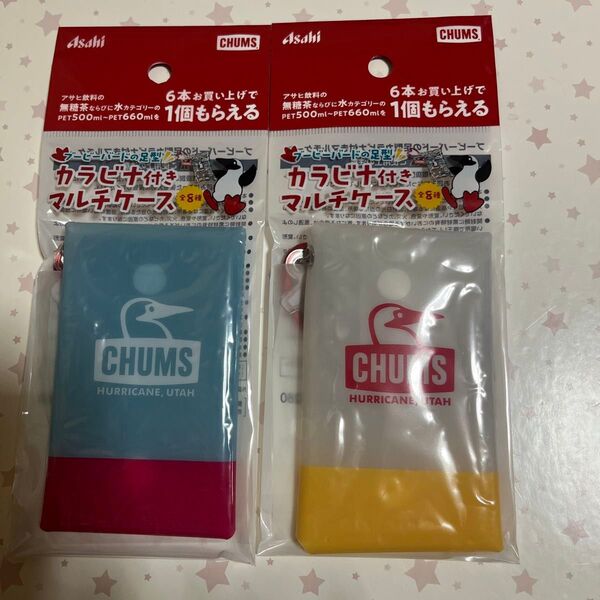 Asahi
CHUMS
アサヒ飲料の
無糖茶ならびに水カテゴリーの
PET500ml〜PET660mlを
6本お買い上げで
1個もらえる
ブービーバードの足型!
カラビナ付き
マルチケース
全8種
CHUMS
HURRICANE, UTAH
Asahi
CHUMS
アサヒ飲料の
無糖茶ならびに水カテゴリーの
PET500ml〜PET660mlを
6本お買い上げで
1個もらえる
ブービーバードの足型!
カラビナ付き
マルチケース
全8種
CHUMS
HURRICANE, UTAH